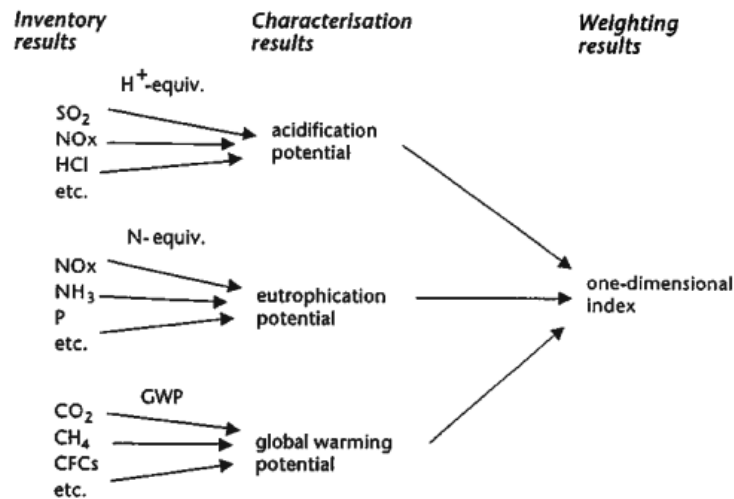 Inventory results
Characterisation results
Weighting results
H⁺-equiv.
SO₂
NOx
HCl
etc.
acidification potential
N-equiv.
NOx
NH₃
P
etc.
eutrophication potential
one-dimensional index
GWP
CO₂
CH₄
CFCs
etc.
global warming potential